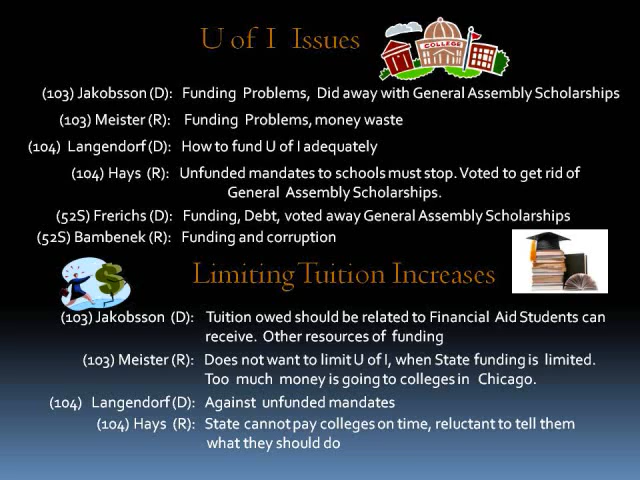 U of I Issues
COLLEGE
(103) Jakobsson (D): Funding Problems, Did away with General Assembly Scholarships
(103) Meister (R): Funding Problems, money waste
(104) Langendorf (D): How to fund U of I adequately
(104) Hays (R): Unfunded mandates to schools must stop. Voted to get rid of
General Assembly Scholarships.
(52S) Frerichs (D): Funding, Debt, voted away General Assembly Scholarships
(52S) Bambenek (R): Funding and corruption
Limiting Tuition Increases
(103) Jakobsson (D): Tuition owed should be related to Financial Aid Students can
receive. Other resources of funding
(103) Meister (R): Does not want to limit U of I, when State funding is limited.
Too much money is going to colleges in Chicago.
(104) Langendorf (D): Against unfunded mandates
(104) Hays (R): State cannot pay colleges on time, reluctant to tell them
what they should do